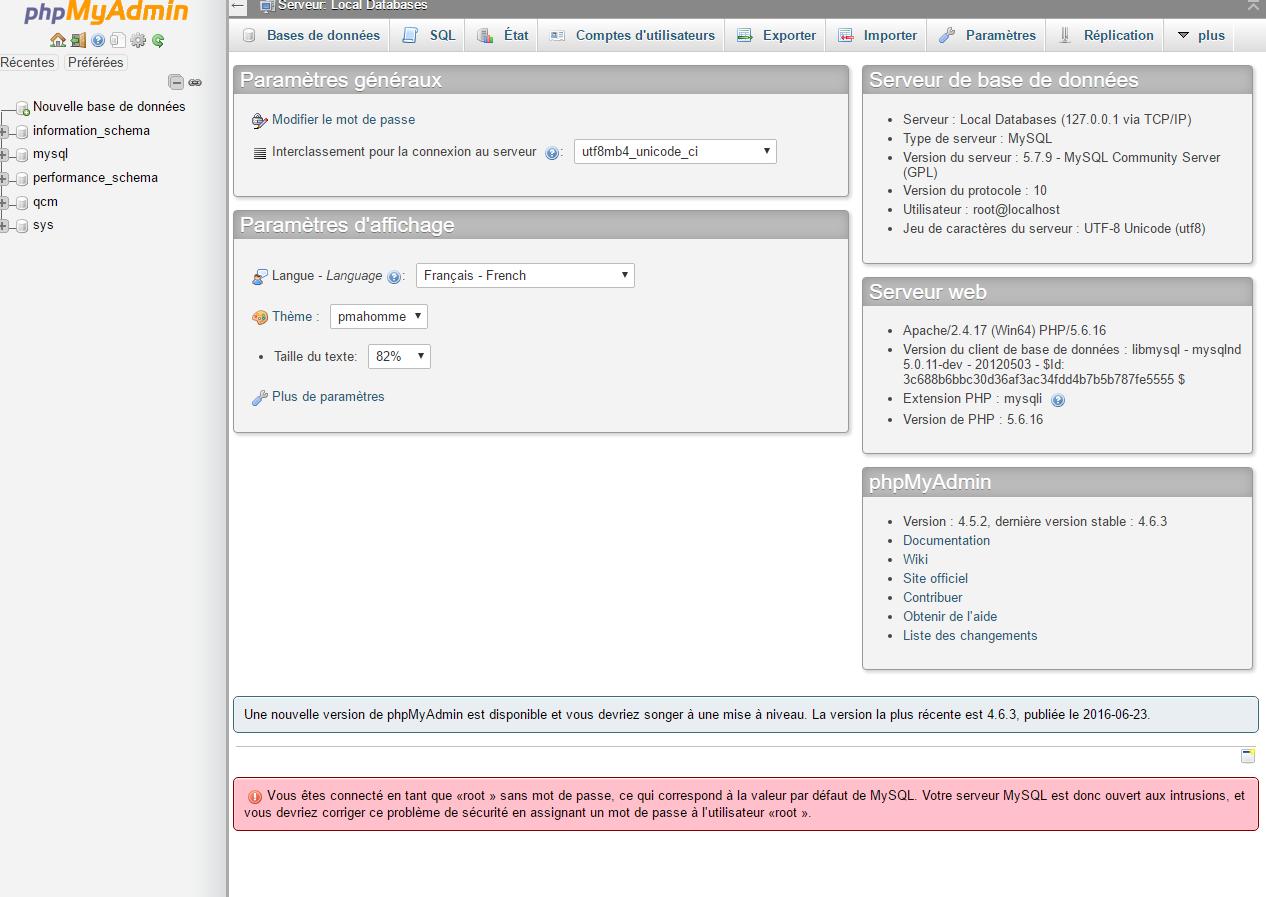 phpMyAdmin
Récentes Préférées
Nouvelle base de données
information_schema
mysql
performance_schema
qcm
sys
Serveur: Local Databases
Bases de données SQL État Comptes d'utilisateurs Exporter Importer Paramètres Réplication plus
Paramètres généraux
Modifier le mot de passe
Interclassement pour la connexion au serveur : utf8mb4_unicode_ci
Paramètres d'affichage
Langue - Language : Français - French
Thème : pmahomme
Taille du texte: 82%
Plus de paramètres
Serveur de base de données
Serveur : Local Databases (127.0.0.1 via TCP/IP)
Type de serveur : MySQL
Version du serveur : 5.7.9 - MySQL Community Server
(GPL)
Version du protocole : 10
Utilisateur : root@localhost
Jeu de caractères du serveur : UTF-8 Unicode (utf8)
Serveur web
Apache/2.4.17 (Win64) PHP/5.6.16
Version du client de base de données : libmysql - mysqlnd
5.0.11-dev - 20120503 - $Id:
3c688b6bbc30d36af3ac34fdd4b7b5b787fe5555 $
Extension PHP : mysqli
Version de PHP : 5.6.16
phpMyAdmin
Version : 4.5.2, dernière version stable : 4.6.3
Documentation
Wiki
Site officiel
Contribuer
Obtenir de l'aide
Liste des changements
Une nouvelle version de phpMyAdmin est disponible et vous devriez songer à une mise à niveau. La version la plus récente est 4.6.3, publiée le 2016-06-23.
Vous êtes connecté en tant que «root » sans mot de passe, ce qui correspond à la valeur par défaut de MySQL. Votre serveur MySQL est donc ouvert aux intrusions, et
vous devriez corriger ce problème de sécurité en assignant un mot de passe à l'utilisateur «root ».